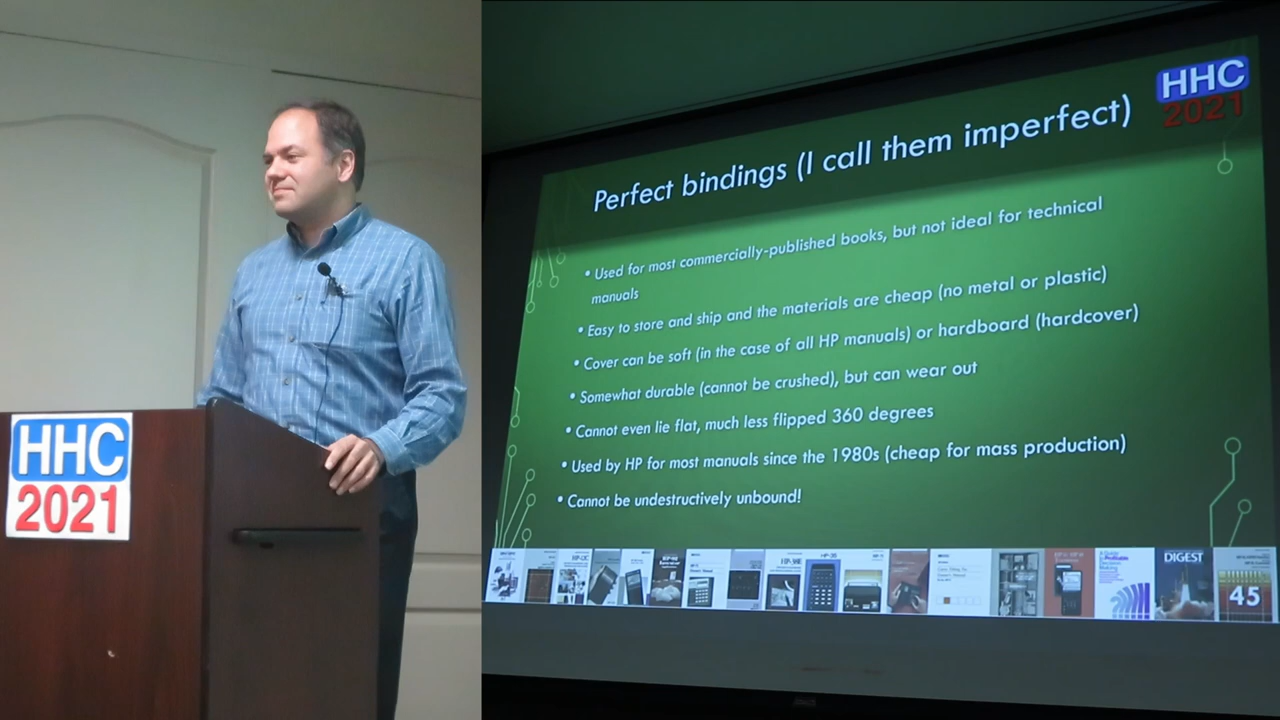 HHC
2021
HHC
2021
Perfect bindings (I call them imperfect)
• Used for most commercially-published books, but not ideal for technical
manuals
• Easy to store and ship and the materials are cheap (no metal or plastic)
• Cover can be soft (in the case of all HP manuals) or hardboard (hardcover)
• Somewhat durable (cannot be crushed), but can wear out
• Cannot even lie flat, much less flipped 360 degrees
• Used by HP for most manuals since the 1980s (cheap for mass production)
• Cannot be undestructively unbound!
DIGEST
45